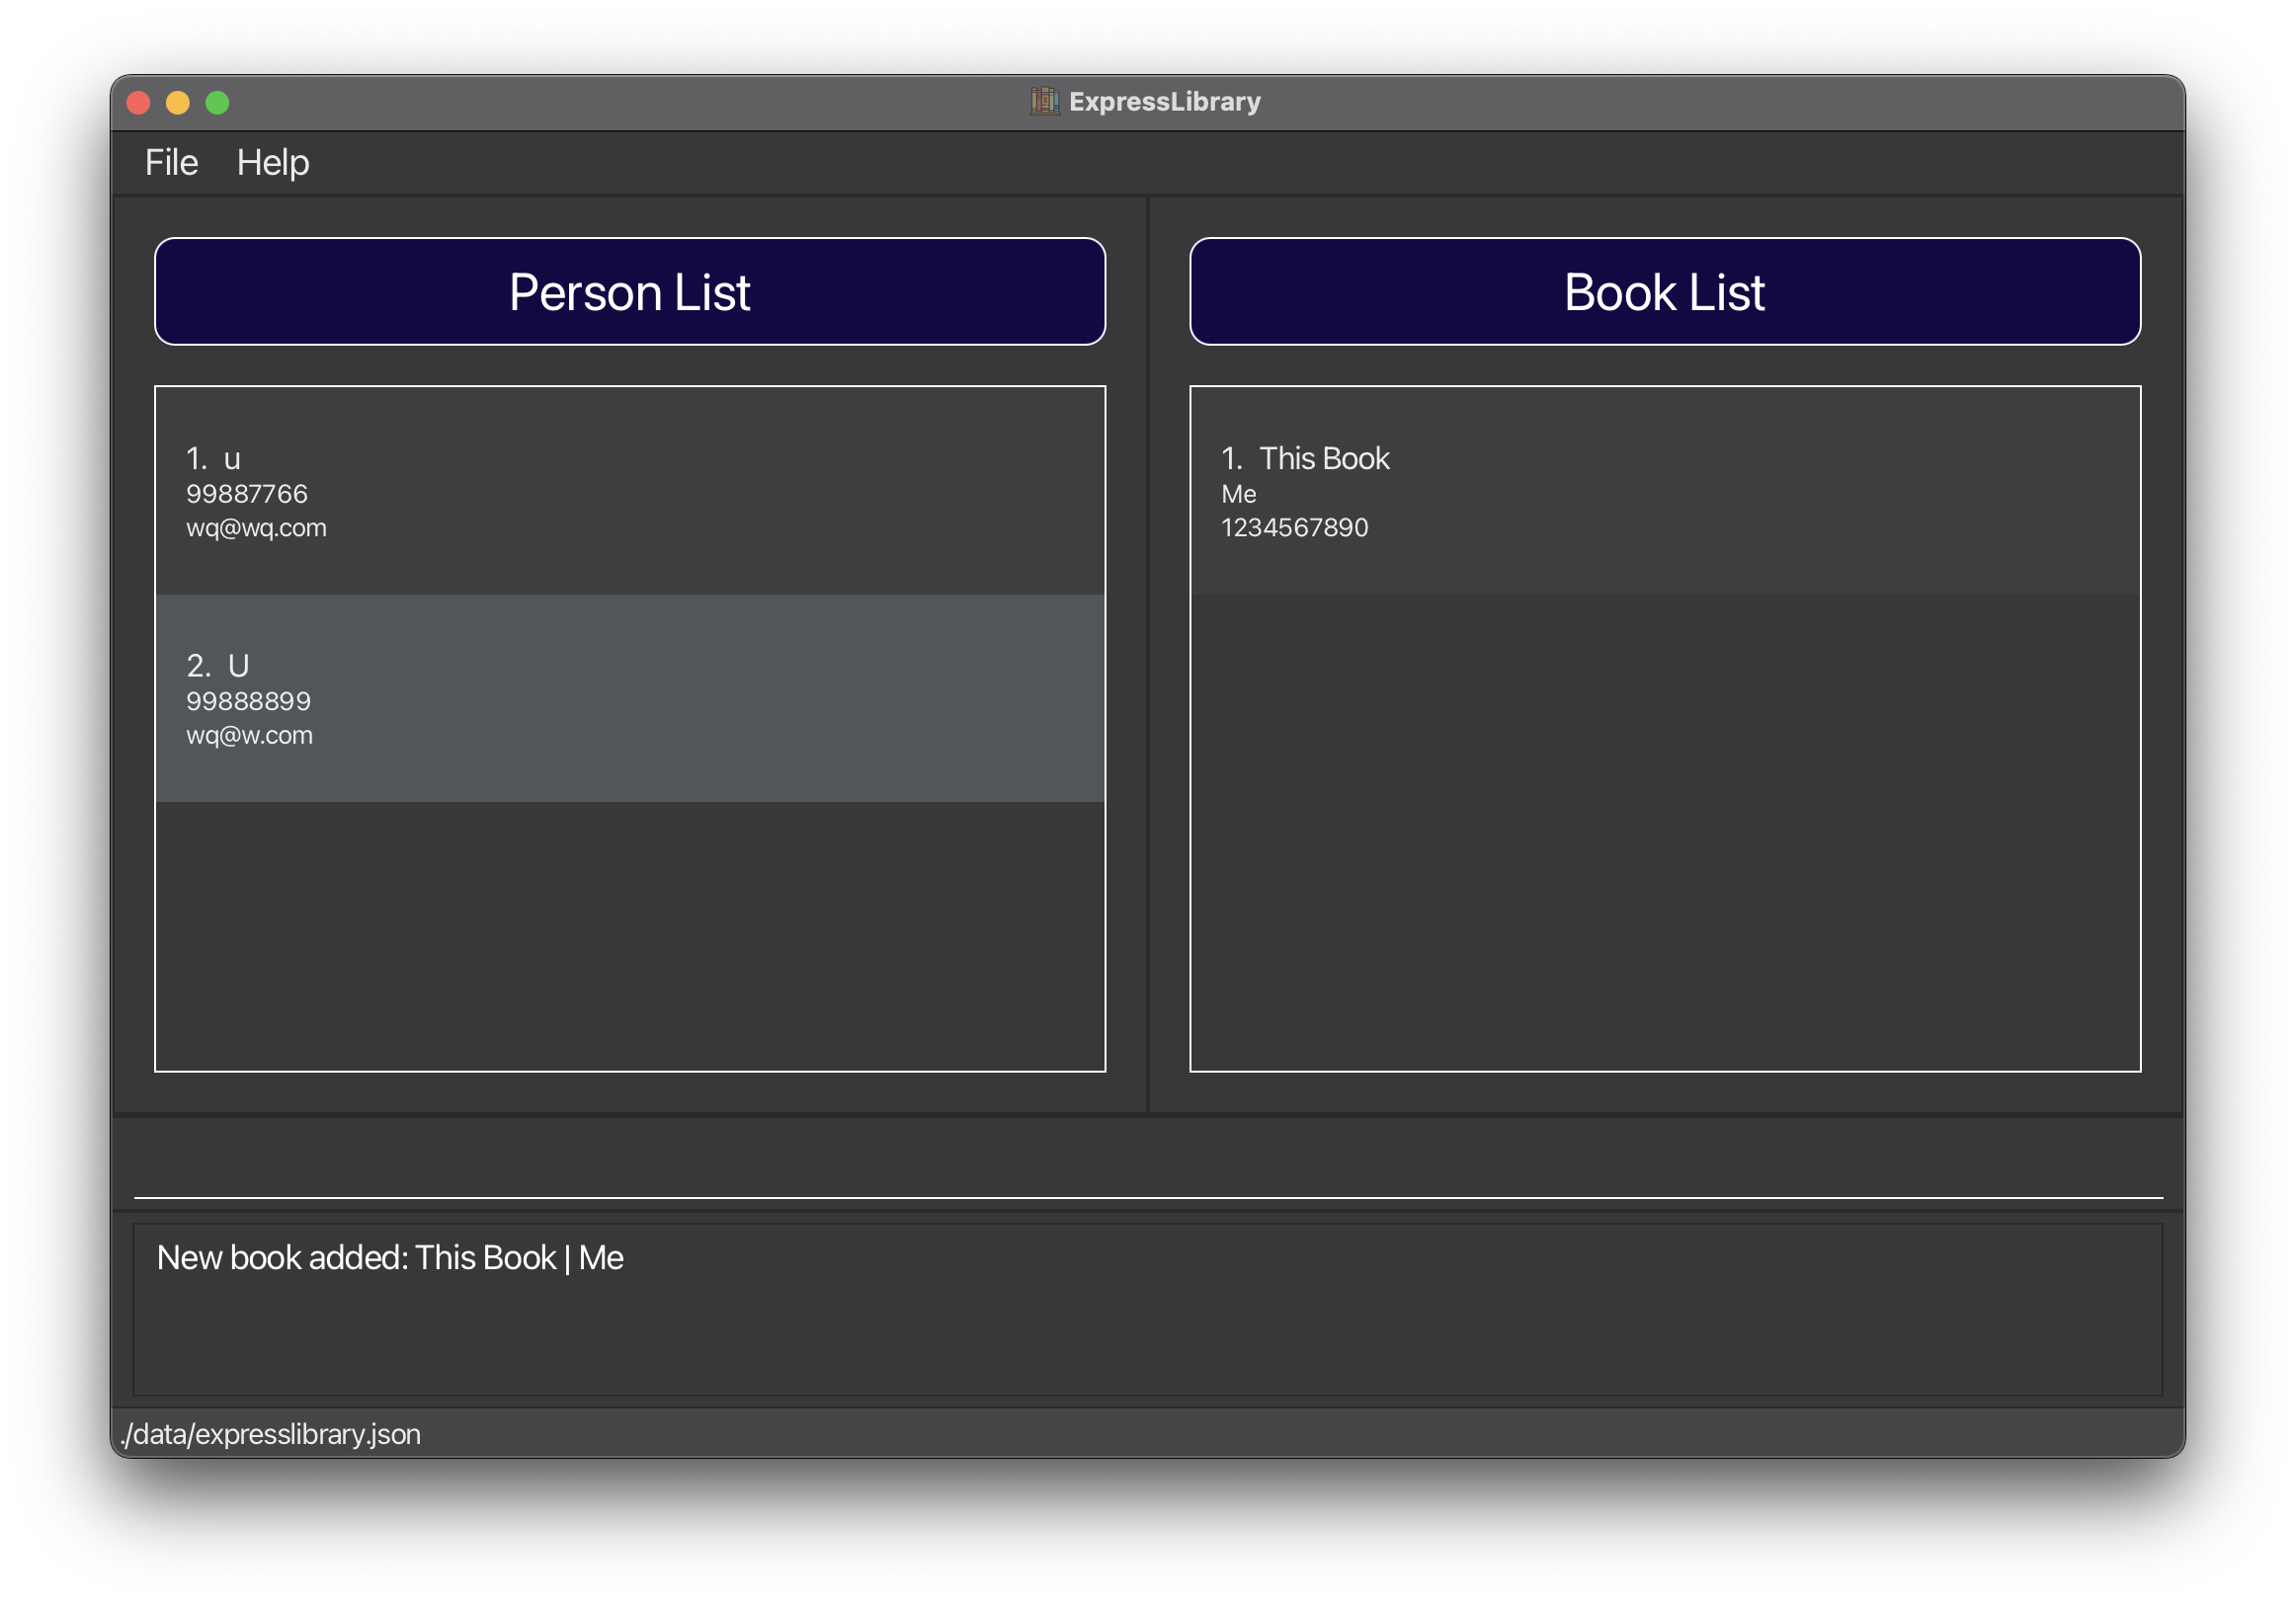 ExpressLibrary
File Help
Person List
1. u
99887766
wq@wq.com
2. U
99888899
wq@w.com
Book List
1. This Book
Me
1234567890
New book added: This Book | Me
./data/expresslibrary.json